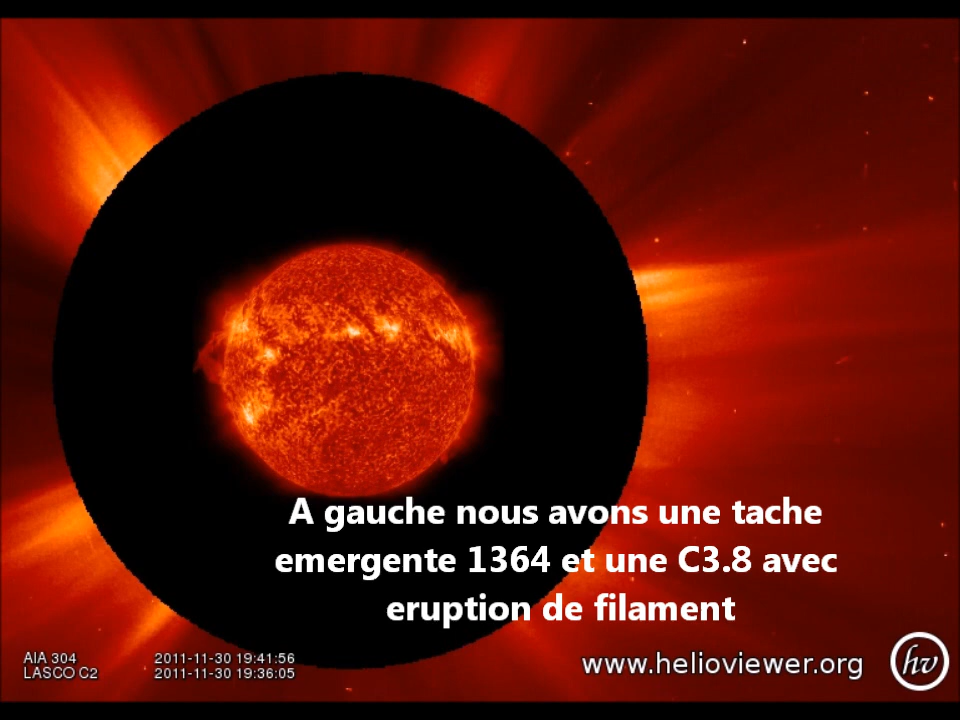 A gauche nous avons une tache
emergente 1364 et une C3.8 avec
eruption de filament
AIA 304 2011-11-30 19:41:56
LASCO C2 2011-11-30 19:36:05
www.helioviewer.org
hv